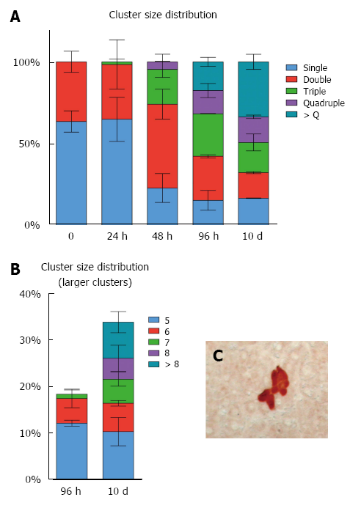 A
Cluster size distribution
100%
50%
0%
0 24 h 48 h 96 h 10 d
Single
Double
Triple
Quadruple
> Q
B
Cluster size distribution
(larger clusters)
40%
30%
20%
10%
0%
96 h 10 d
5
6
7
8
> 8
C